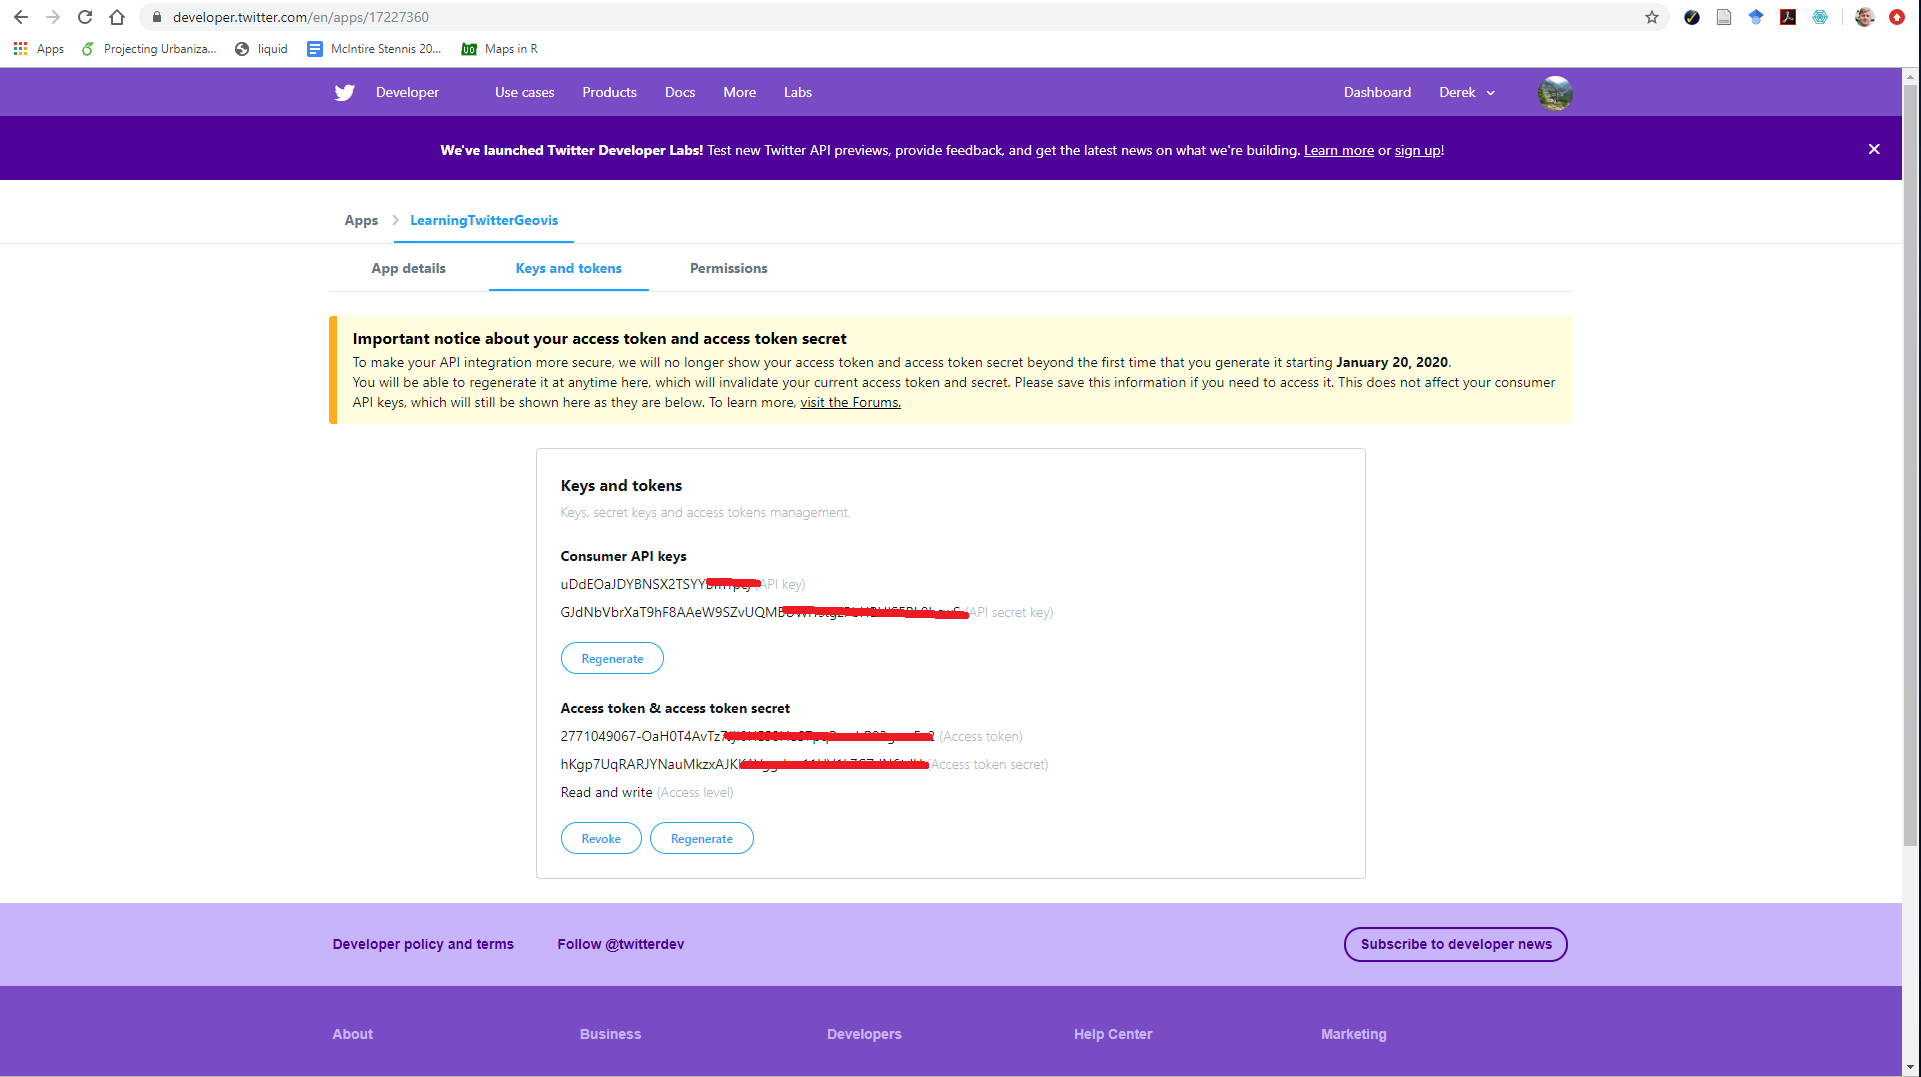 developer.twitter.com/en/apps/17227360
Apps Projecting Urbaniza... liquid McIntire Stennis 20... Maps in R
Developer Use cases Products Docs More Labs Dashboard Derek
We've launched Twitter Developer Labs! Test new Twitter API previews, provide feedback, and get the latest news on what we're building. Learn more or sign up!
Apps > LearningTwitterGeovis
App details Keys and tokens Permissions
Important notice about your access token and access token secret
To make your API integration more secure, we will no longer show your access token and access token secret beyond the first time that you generate it starting January 20, 2020.
You will be able to regenerate it at anytime here, which will invalidate your current access token and secret. Please save this information if you need to access it. This does not affect your consumer
API keys, which will still be shown here as they are below. To learn more, visit the Forums.
Keys and tokens
Keys, secret keys and access tokens management.
Consumer API keys
(API key)
(API secret key)
Regenerate
Access token & access token secret
(Access token)
(Access token secret)
Read and write (Access level)
Revoke Regenerate
Developer policy and terms Follow @twitterdev Subscribe to developer news
About Business Developers Help Center Marketing